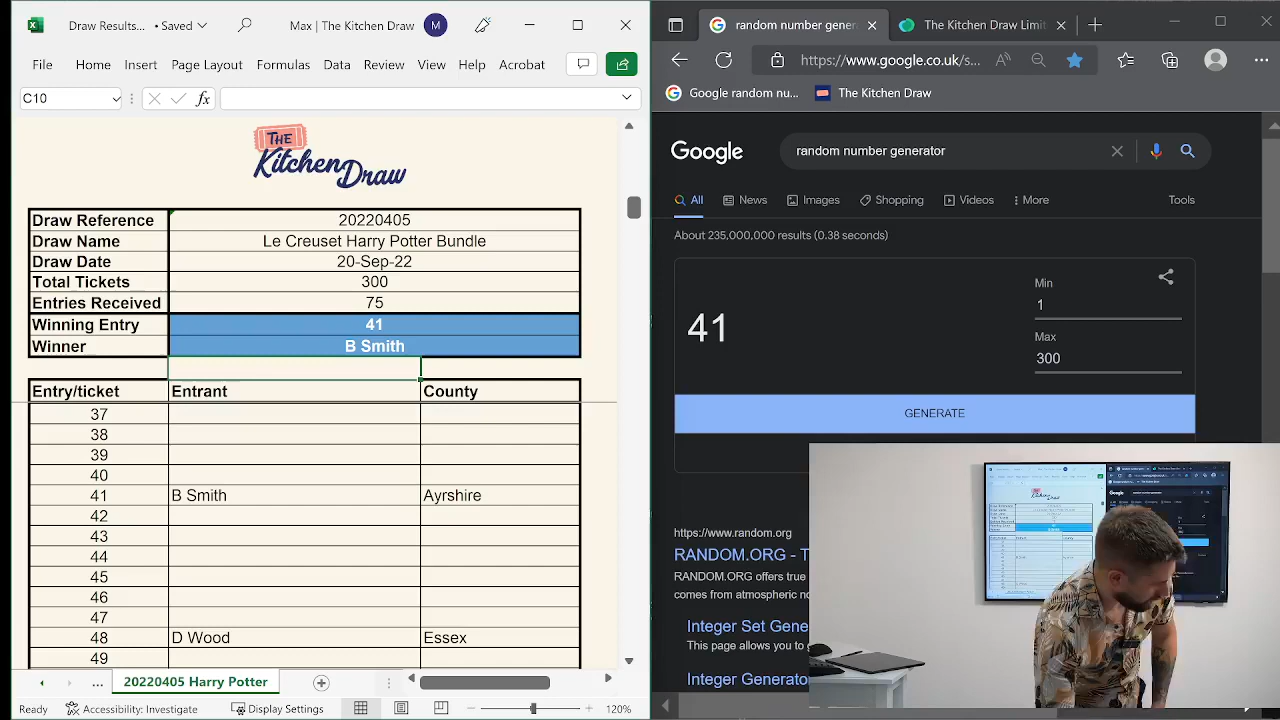 Draw Results... • Saved
Max | The Kitchen Draw
M
File Home Insert Page Layout Formulas Data Review View Help Acrobat
C10
fx
THE
Kitchen Draw
Draw Reference 20220405
Draw Name Le Creuset Harry Potter Bundle
Draw Date 20-Sep-22
Total Tickets 300
Entries Received 75
Winning Entry 41
Winner B Smith
Entry/ticket Entrant County
37
38
39
40
41 B Smith Ayrshire
42
43
44
45
46
47
48 D Wood Essex
49
... 20220405 Harry Potter
Ready Accessibility: Investigate Display Settings 120%
random number gener
The Kitchen Draw Limit
https://www.google.co.uk/s...
Google random nu... The Kitchen Draw
Google
random number generator
All News Images Shopping Videos More Tools
About 235,000,000 results (0.38 seconds)
41
Min
1
Max
300
GENERATE
https://www.random.org
RANDOM.ORG - T
RANDOM.ORG offers true
comes from atmospheric no
Integer Set Gene
This page allows you to g
Integer Generato